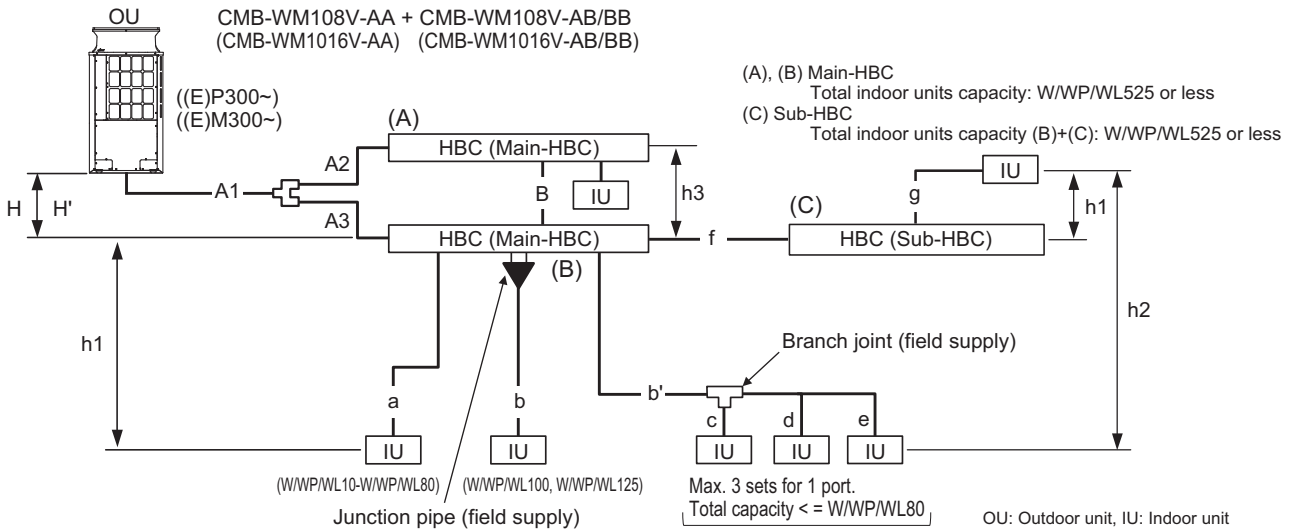 OU
CMB-WM108V-AA + CMB-WM108V-AB/BB
(CMB-WM1016V-AA) (CMB-WM1016V-AB/BB)
((E)P300~)
((E)M300~)
(A), (B) Main-HBC
Total indoor units capacity: W/WP/WL525 or less
(C) Sub-HBC
Total indoor units capacity (B)+(C): W/WP/WL525 or less
(A)
HBC (Main-HBC)
A2
A1
A3
B
IU
h3
H
H'
HBC (Main-HBC)
(B)
f
(C)
HBC (Sub-HBC)
g
IU
h1
h2
h1
Branch joint (field supply)
a
b
b'
c
d
e
IU
IU
IU
IU
IU
(W/WP/WL10-W/WP/WL80)
(W/WP/WL100, W/WP/WL125)
Max. 3 sets for 1 port.
Total capacity < = W/WP/WL80
Junction pipe (field supply)
OU: Outdoor unit, IU: Indoor unit